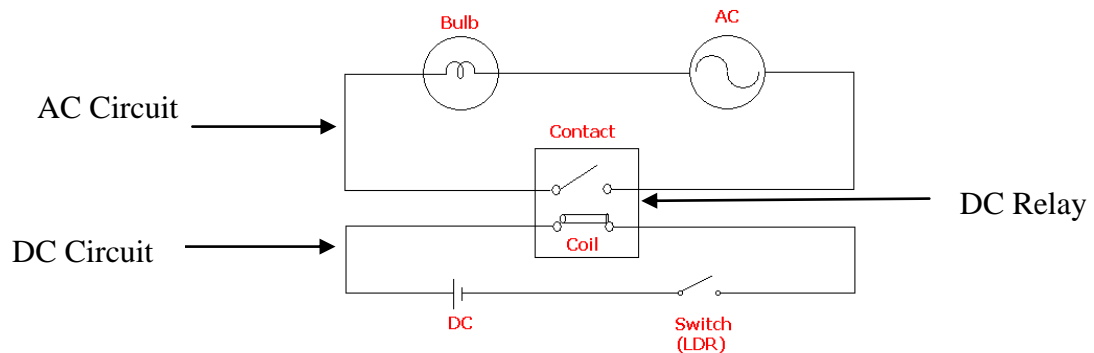 Bulb
AC
AC Circuit
Contact
DC Relay
DC Circuit
Coil
DC
Switch
(LDR)